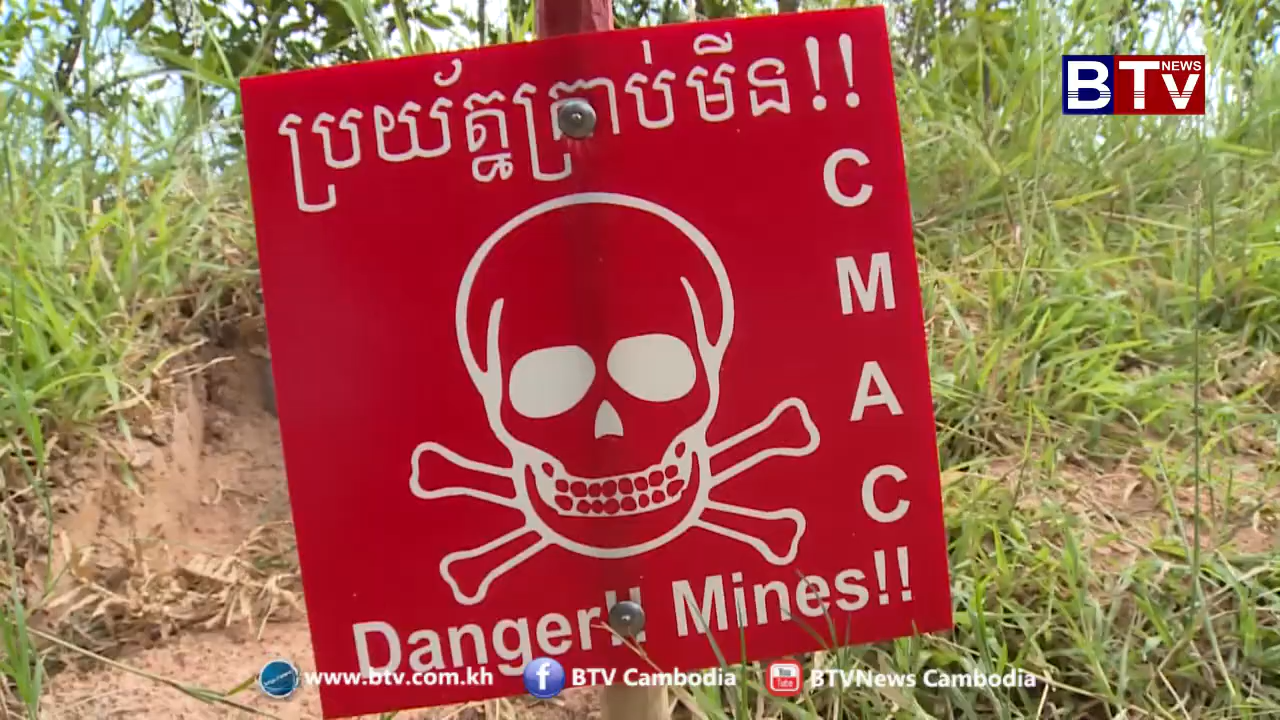 ប្រយ័ត្នគ្រាប់មីន!!
CMAC
Danger!! Mines!!
BTV NEWS
www.btv.com.kh
BTV Cambodia
BTVNews Cambodia